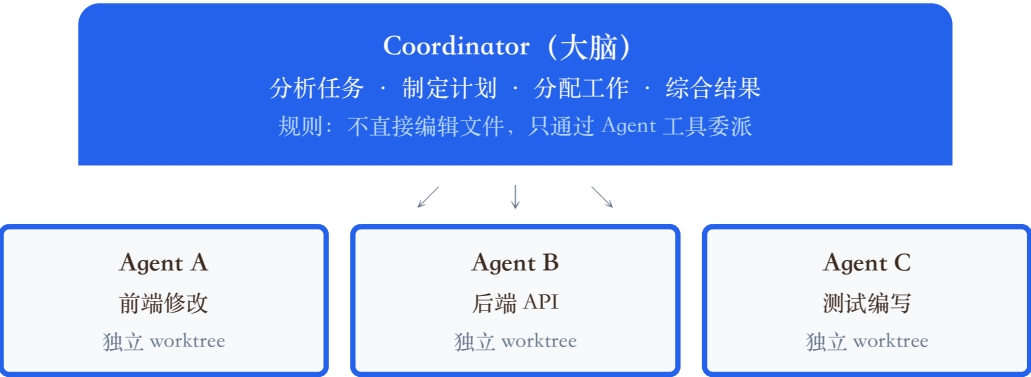 Coordinator（大脑）
分析任务 · 制定计划 · 分配工作 · 综合结果
规则：不直接编辑文件，只通过 Agent 工具委派
Agent A
前端修改
独立 worktree
Agent B
后端 API
独立 worktree
Agent C
测试编写
独立 worktree